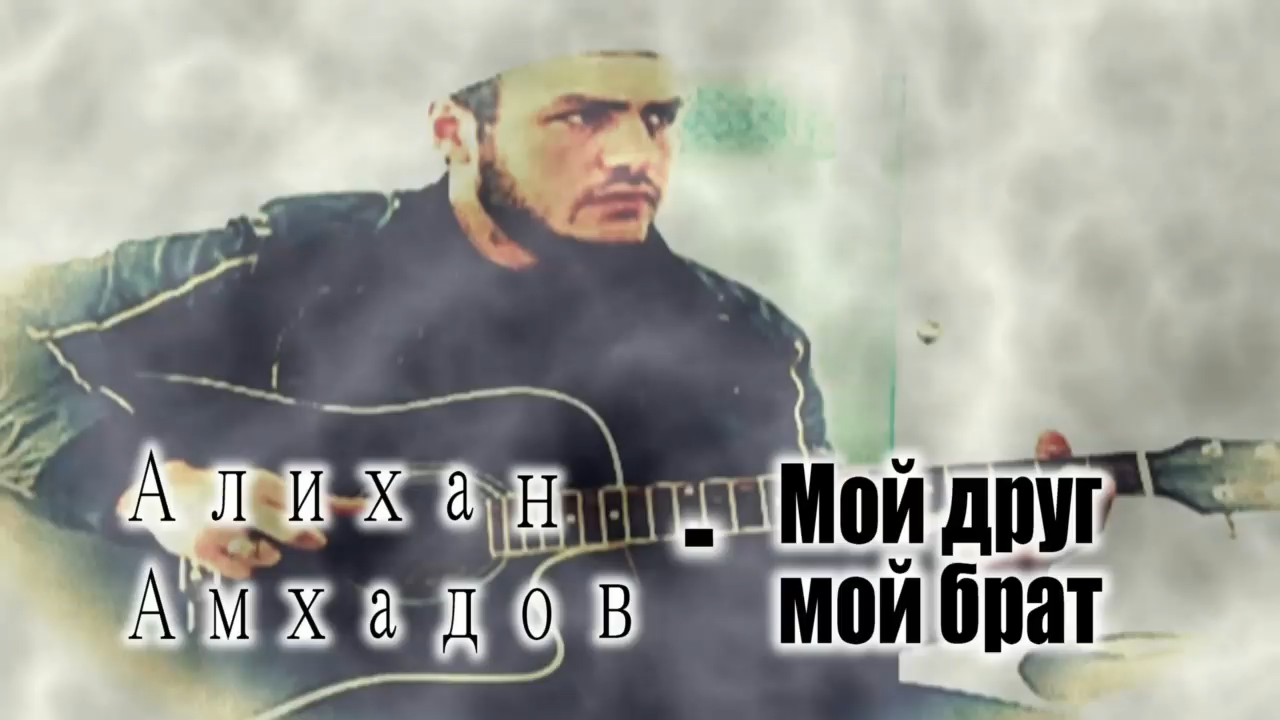 Алихан
Амхадов
-
Мой друг
мой брат